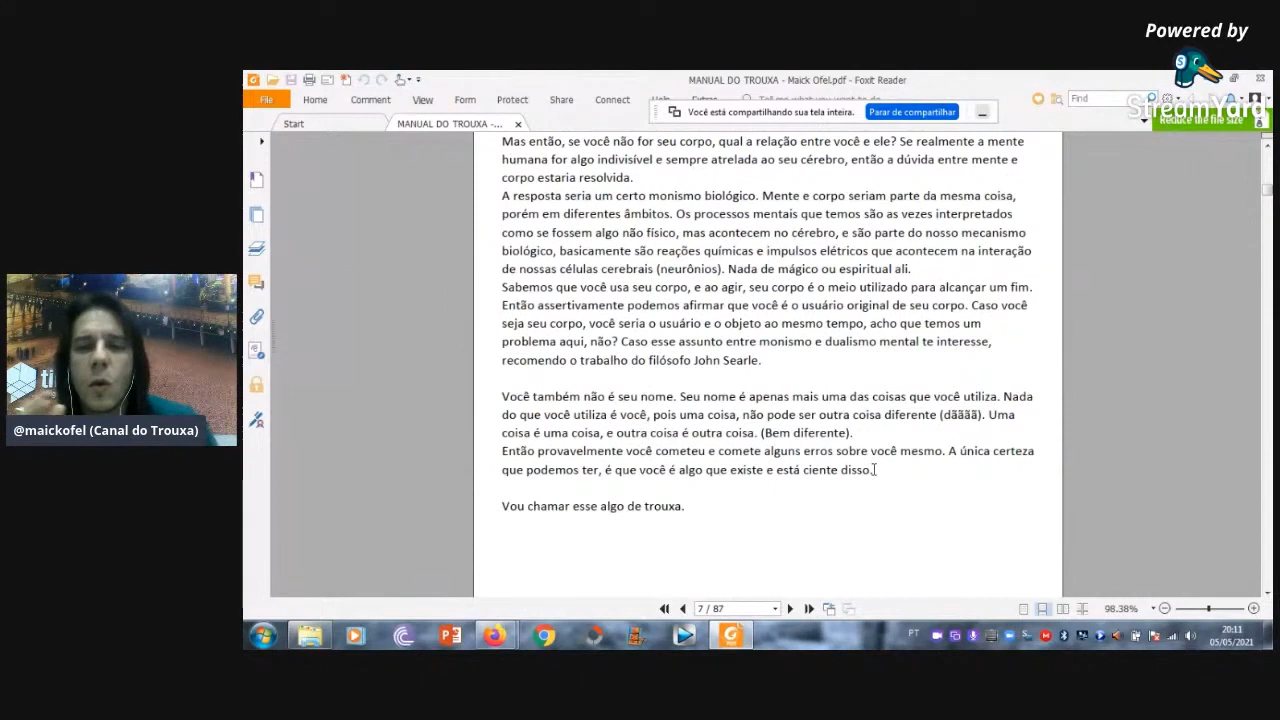 Powered by
StreamYard
MANUAL DO TROUXA - Maick Ofel.pdf - Foxit Reader
File Home Comment View Form Protect Share Connect
Find
Você está compartilhando sua tela inteira. Parar de compartilhar
Reduce the file size
Start MANUAL DO TROUXA -...
Mas então, se você não for seu corpo, qual a relação entre você e ele? Se realmente a mente
humana for algo indivisível e sempre atrelada ao seu cérebro, então a dúvida entre mente e
corpo estaria resolvida.
A resposta seria um certo monismo biológico. Mente e corpo seriam parte da mesma coisa,
porém em diferentes âmbitos. Os processos mentais que temos são as vezes interpretados
como se fossem algo não físico, mas acontecem no cérebro, e são parte do nosso mecanismo
biológico, basicamente são reações químicas e impulsos elétricos que acontecem na interação
de nossas células cerebrais (neurônios). Nada de mágico ou espiritual ali.
Sabemos que você usa seu corpo, e ao agir, seu corpo é o meio utilizado para alcançar um fim.
Então assertivamente podemos afirmar que você é o usuário original de seu corpo. Caso você
seja seu corpo, você seria o usuário e o objeto ao mesmo tempo, acho que temos um
problema aqui, não? Caso esse assunto entre monismo e dualismo mental te interesse,
recomendo o trabalho do filósofo John Searle.
Você também não é seu nome. Seu nome é apenas mais uma das coisas que você utiliza. Nada
do que você utiliza é você, pois uma coisa, não pode ser outra coisa diferente (dãããã). Uma
coisa é uma coisa, e outra coisa é outra coisa. (Bem diferente).
Então provavelmente você cometeu e comete alguns erros sobre você mesmo. A única certeza
que podemos ter, é que você é algo que existe e está ciente disso.
Vou chamar esse algo de trouxa.
@maickofel (Canal do Trouxa)
7 / 87
98.38%
PT
20:11
05/05/2021